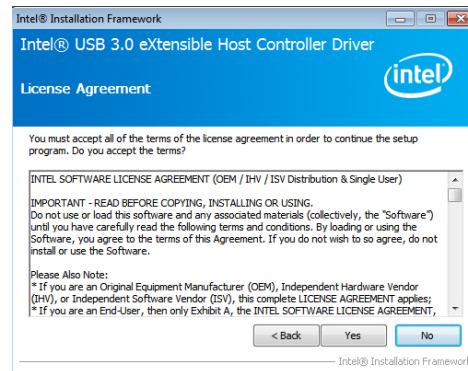 Intel® Installation Framework
Intel® USB 3.0 eXtensible Host Controller Driver
License Agreement
intel®
You must accept all of the terms of the license agreement in order to continue the setup
program. Do you accept the terms?
INTEL SOFTWARE LICENSE AGREEMENT (OEM / IHV / ISV Distribution & Single User)
IMPORTANT - READ BEFORE COPYING, INSTALLING OR USING.
Do not use or load this software and any associated materials (collectively, the "Software")
until you have carefully read the following terms and conditions. By loading or using the
Software, you agree to the terms of this Agreement. If you do not wish to so agree, do not
install or use the Software.
Please Also Note:
* If you are an Original Equipment Manufacturer (OEM), Independent Hardware Vendor
(IHV), or Independent Software Vendor (ISV), this complete LICENSE AGREEMENT applies;
* If you are an End-User, then only Exhibit A, the INTEL SOFTWARE LICENSE AGREEMENT,
< Back Yes No
Intel® Installation Framework